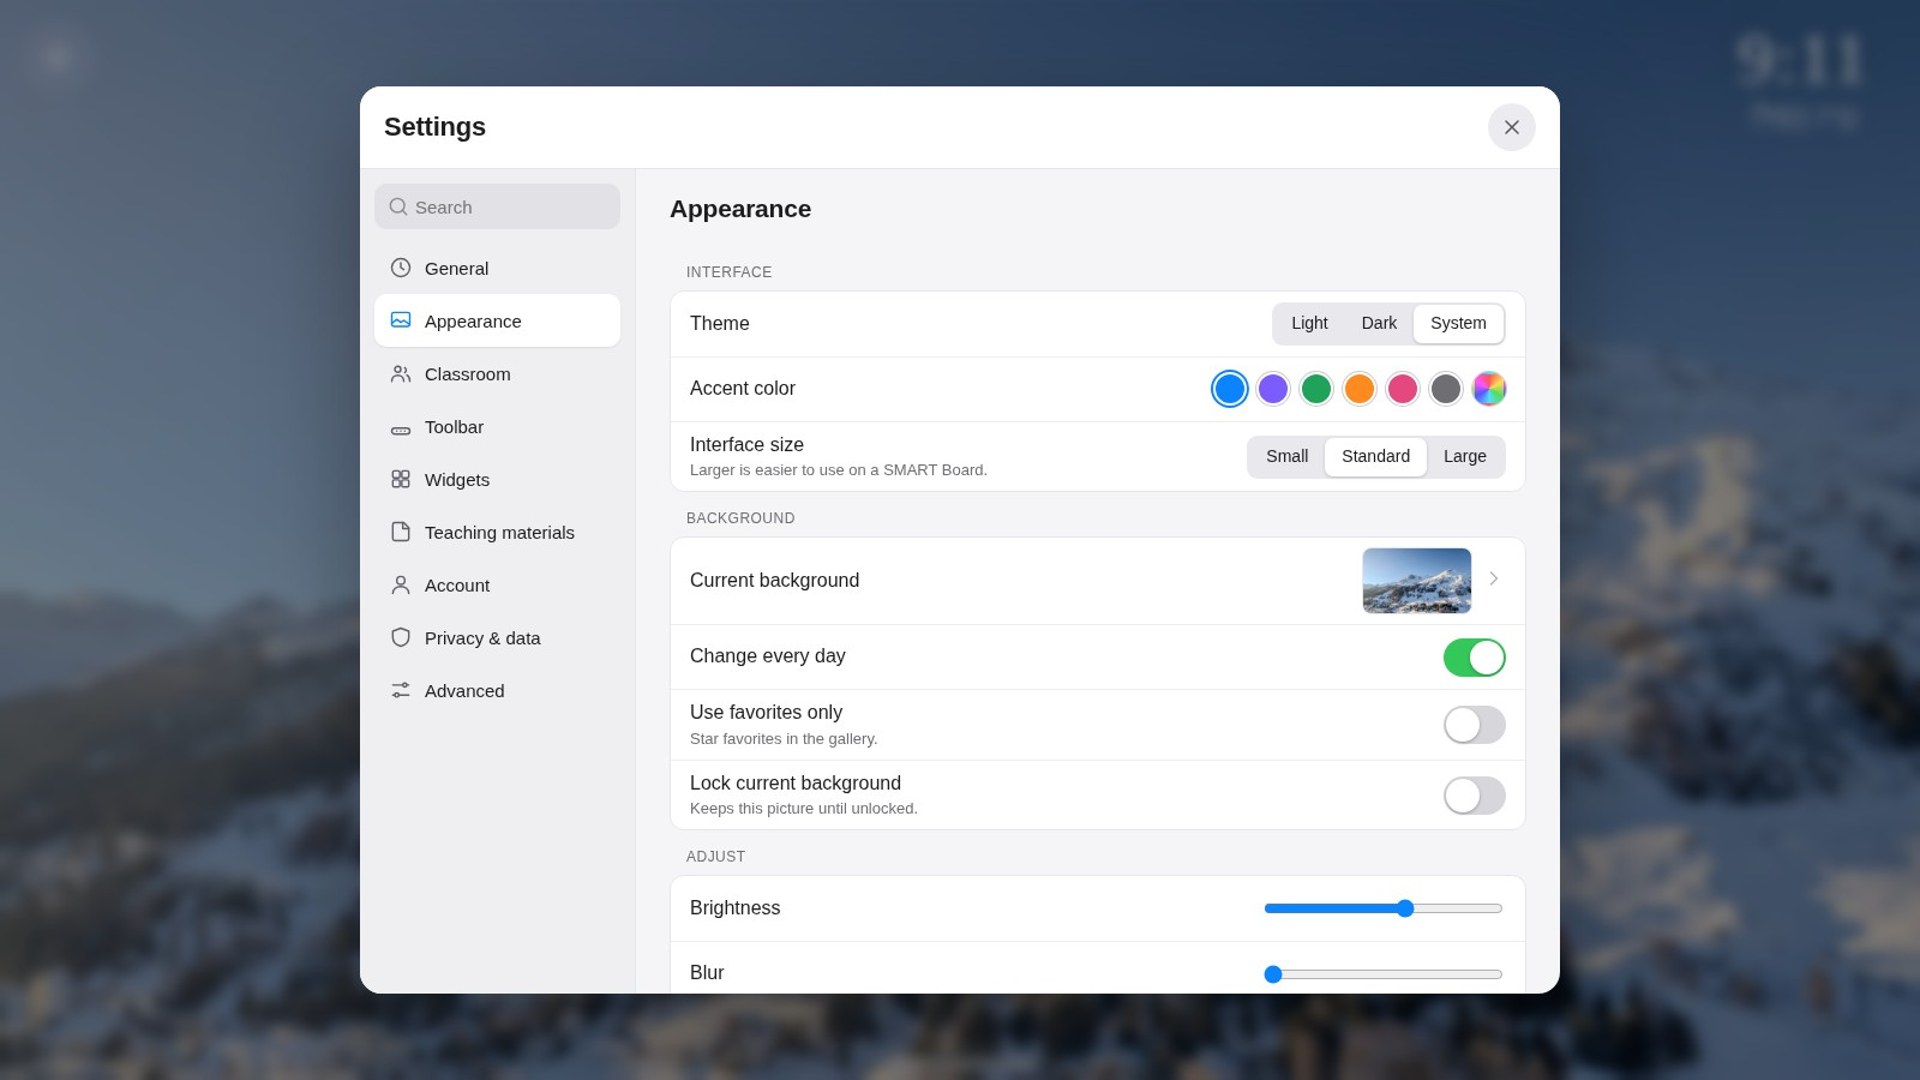 9:11
Settings
Search
General
Appearance
Classroom
Toolbar
Widgets
Teaching materials
Account
Privacy & data
Advanced
Appearance
INTERFACE
Theme
Light Dark System
Accent color
Interface size
Larger is easier to use on a SMART Board.
Small Standard Large
BACKGROUND
Current background
Change every day
Use favorites only
Star favorites in the gallery.
Lock current background
Keeps this picture until unlocked.
ADJUST
Brightness
Blur